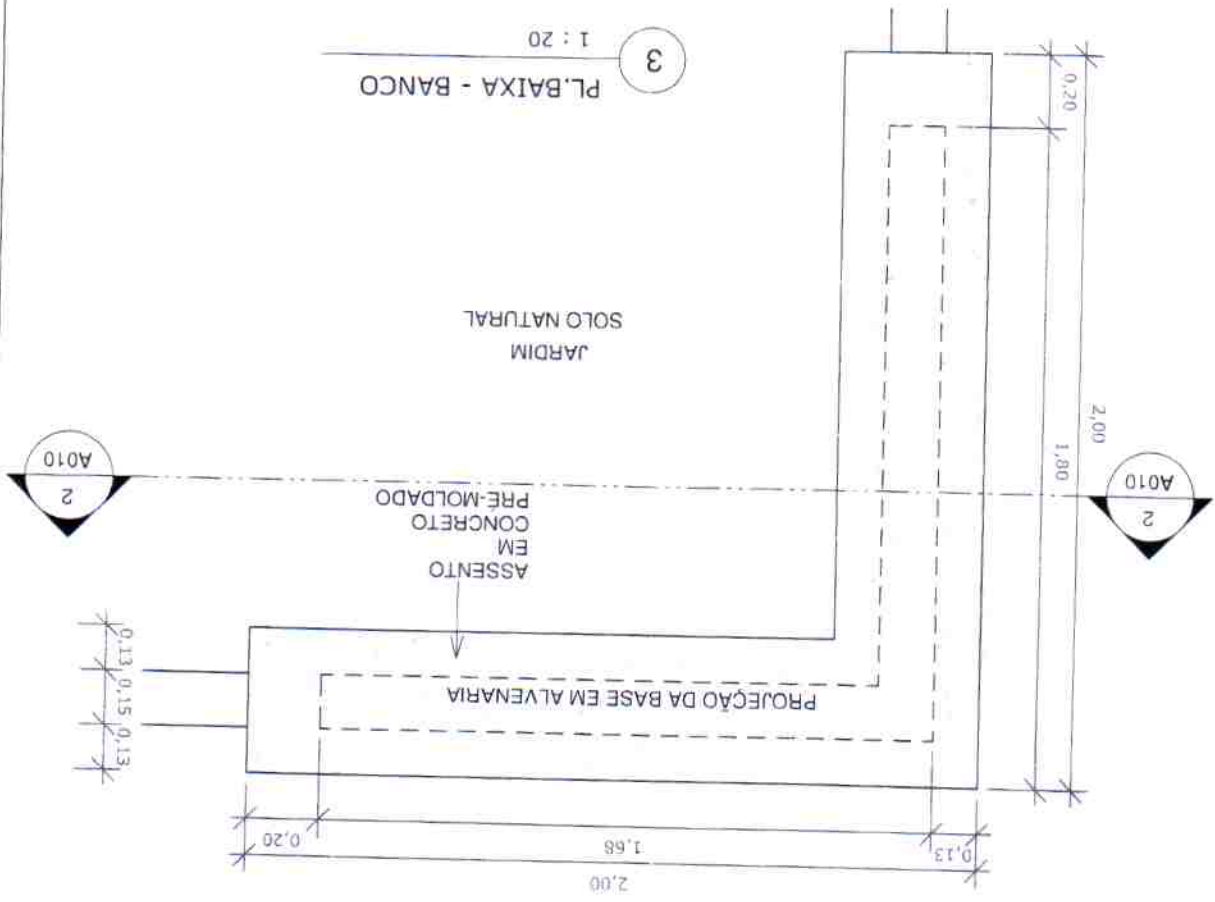 2,00
0,13
1,68
0,20
0,13
0,15
0,13
PROJEÇÃO DA BASE EM ALVENARIA
ASSENTO
EM
CONCRETO
PRÉ-MOLDADO
2
A010
2
A010
1,80
2,00
JARDIM
SOLO NATURAL
0,20
3
PL.BAIXA - BANCO
1 : 20